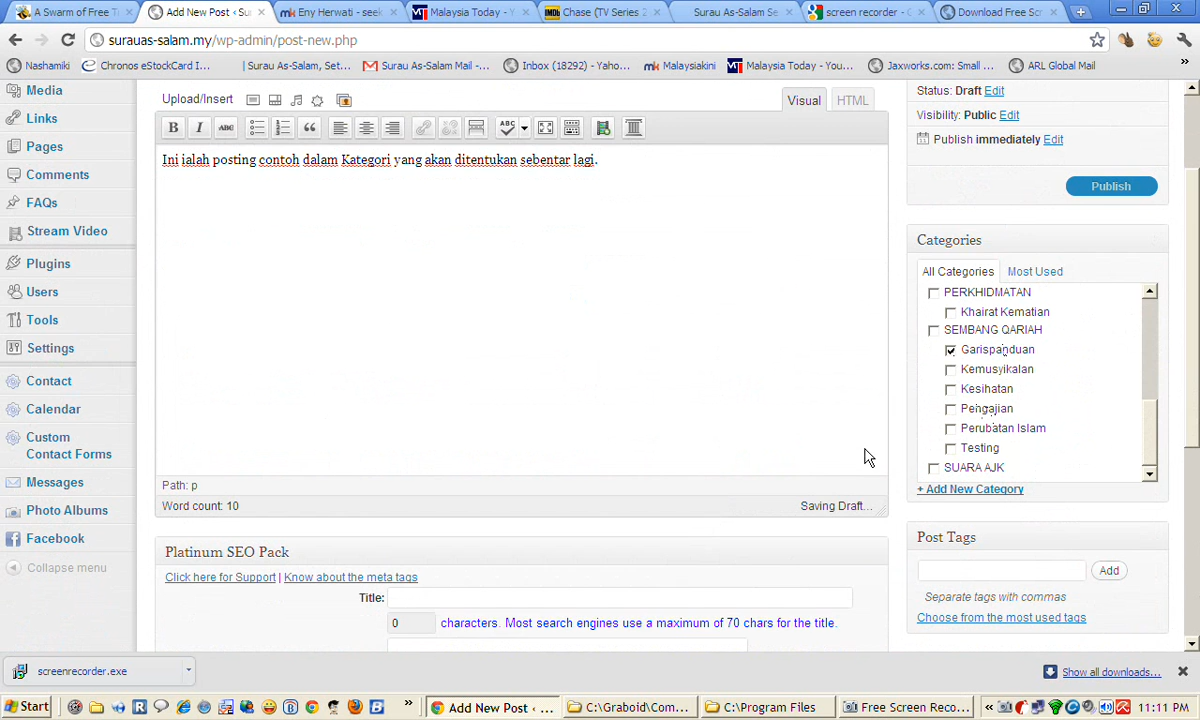 A Swarm of Free T
Add New Post ‹ Su
Eny Herwati - seek
Malaysia Today - Y
Chase (TV Series 2
Surau As-Salam Se
screen recorder - G
Download Free Scr
surauas-salam.my/wp-admin/post-new.php
Nashamiki
Chronos eStockCard I...
Surau As-Salam, Set...
Surau As-Salam Mail -...
Inbox (18292) - Yaho...
Malaysiakini
Malaysia Today - You...
Jaxworks.com: Small ...
ARL Global Mail
Media
Links
Pages
Comments
FAQs
Stream Video
Plugins
Users
Tools
Settings
Contact
Calendar
Custom
Contact Forms
Messages
Photo Albums
Facebook
Collapse menu
Upload/Insert
Visual
HTML
B I ABC
ABC
Ini ialah posting contoh dalam Kategori yang akan ditentukan sebentar lagi.
Path: p
Word count: 10
Saving Draft...
Platinum SEO Pack
Click here for Support | Know about the meta tags
Title:
0 characters. Most search engines use a maximum of 70 chars for the title.
Status: Draft Edit
Visibility: Public Edit
Publish immediately Edit
Publish
Categories
All Categories
Most Used
PERKHIDMATAN
Khairat Kematian
SEMBANG QARIAH
Garispanduan
Kemusyikalan
Kesihatan
Pengajian
Perubatan Islam
Testing
SUARA AJK
+ Add New Category
Post Tags
Add
Separate tags with commas
Choose from the most used tags
screenrecorder.exe
Show all downloads...
Start
Add New Post ‹ ...
C:\Graboid\Com...
C:\Program Files
Free Screen Reco...
11:11 PM